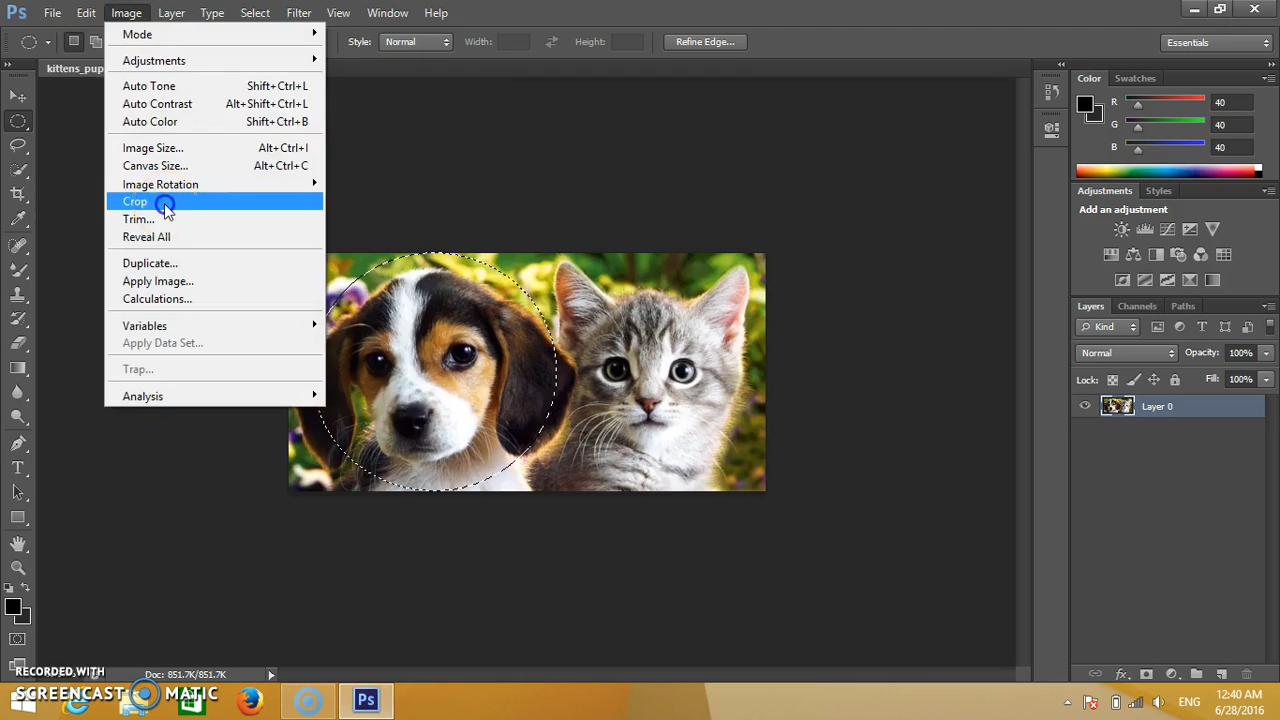 Ps File Edit Image Layer Type Select Filter View Window Help
Style: Normal Width: Height: Refine Edge... Essentials
kittens_pup
Mode
Adjustments
Auto Tone Shift+Ctrl+L
Auto Contrast Alt+Shift+Ctrl+L
Auto Color Shift+Ctrl+B
Image Size... Alt+Ctrl+I
Canvas Size... Alt+Ctrl+C
Image Rotation
Crop
Trim...
Reveal All
Duplicate...
Apply Image...
Calculations...
Variables
Apply Data Set...
Trap...
Analysis
Color Swatches
R 40
G 40
B 40
Adjustments Styles
Add an adjustment
Layers Channels Paths
Kind
Normal Opacity: 100%
Lock: Fill: 100%
Layer 0
Doc: 851.7K/851.7K
RECORDED WITH
SCREENCAST MATIC
Ps
ENG
12:40 AM
6/28/2016